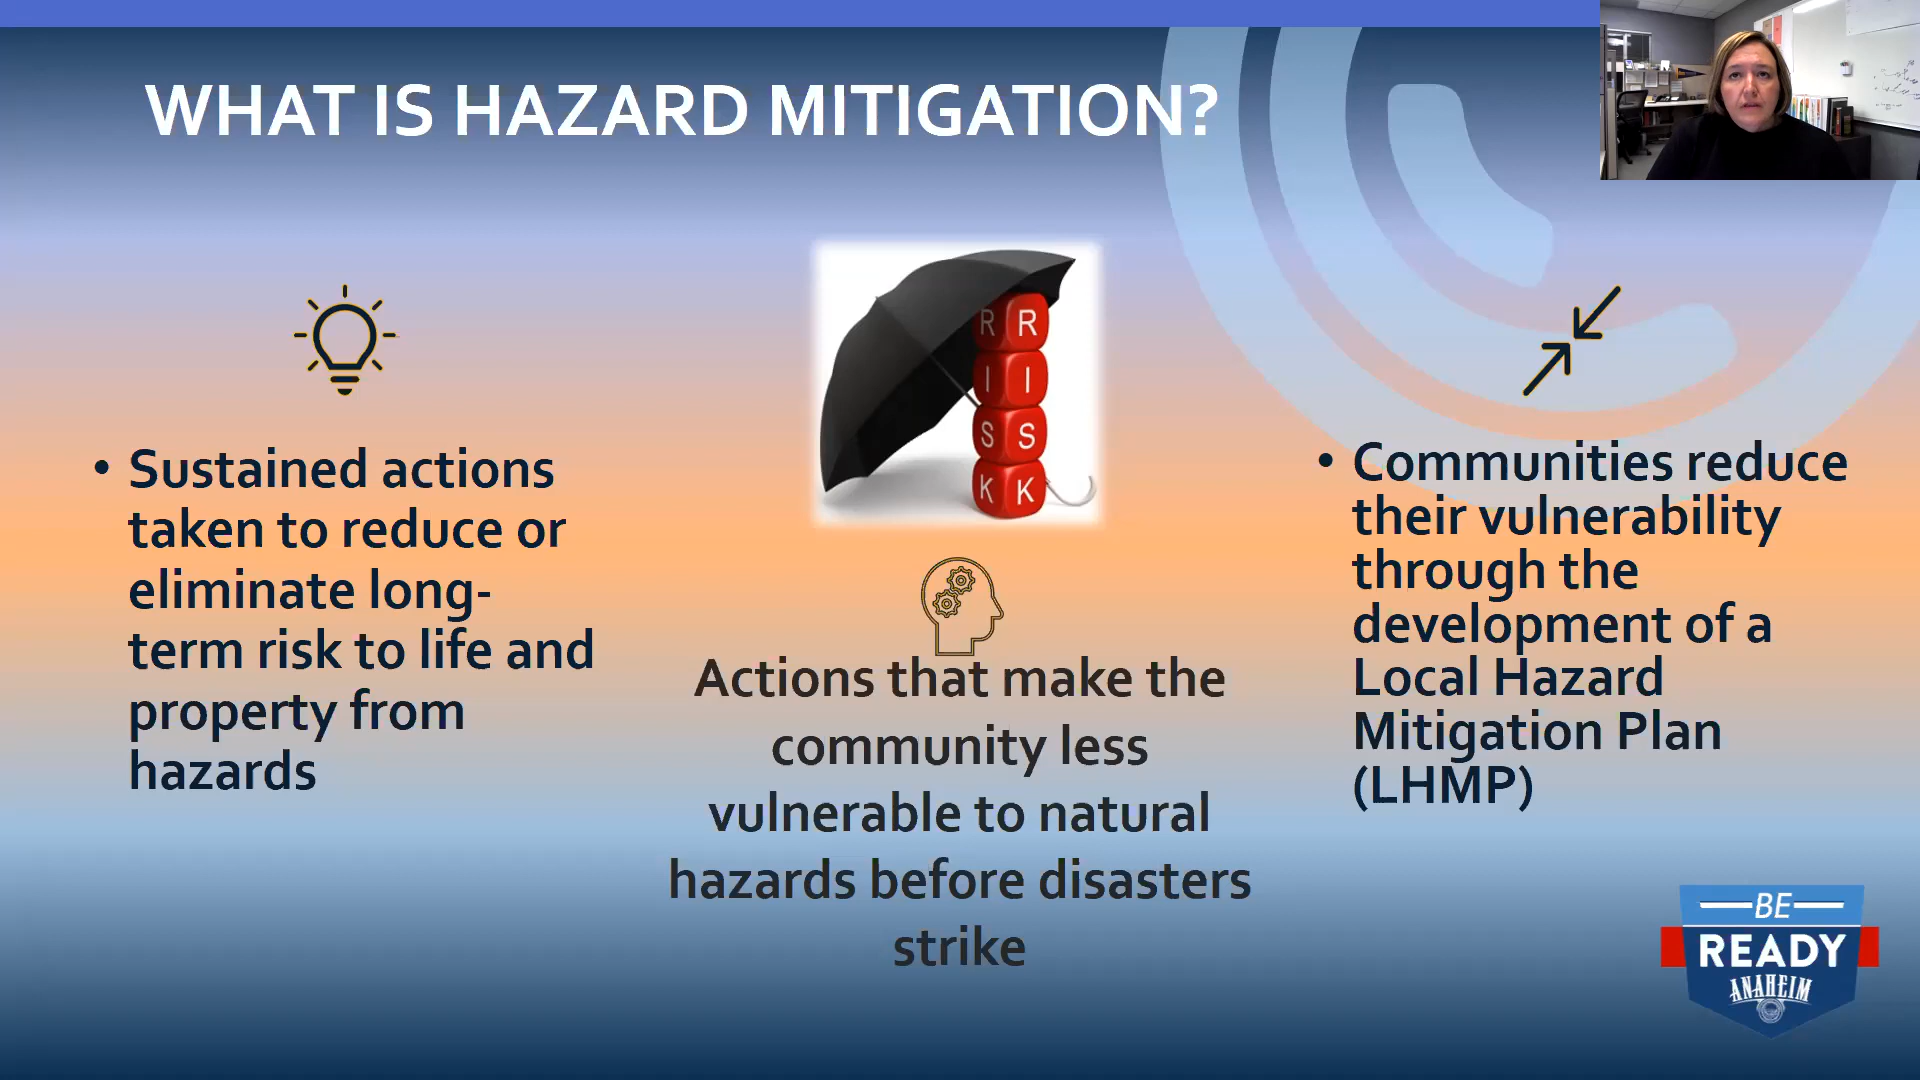 WHAT IS HAZARD MITIGATION?
• Sustained actions
taken to reduce or
eliminate long-
term risk to life and
property from
hazards
R R
I I
S S
K K
Actions that make the
community less
vulnerable to natural
hazards before disasters
strike
• Communities reduce
their vulnerability
through the
development of a
Local Hazard
Mitigation Plan
(LHMP)
BE
READY
ANAHEIM